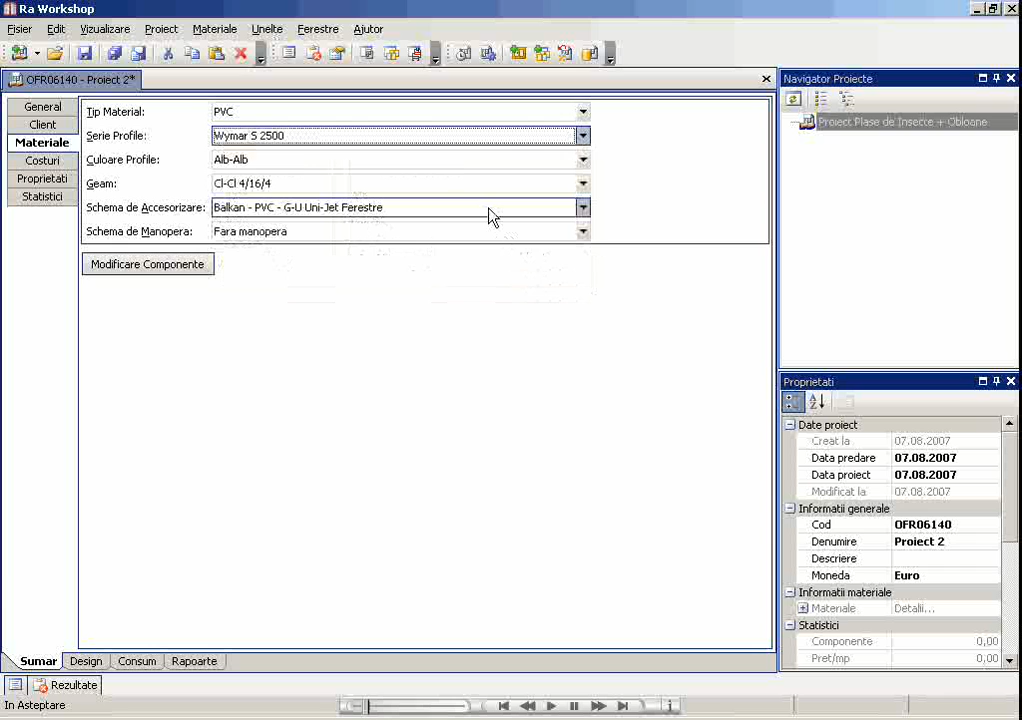 Ra Workshop
Fisier Edit Vizualizare Proiect Materiale Unelte Ferestre Ajutor
OFR06140 - Proiect 2*
General
Client
Materiale
Costuri
Proprietati
Statistici
Tip Material: PVC
Serie Profile: Wymar S 2500
Culoare Profile: Alb-Alb
Geam: Cl-Cl 4/16/4
Schema de Accesorizare: Balkan - PVC - G-U Uni-Jet Ferestre
Schema de Manopera: Fara manopera
Modificare Componente
Navigator Proiecte
Proiect Plase de Insecte + Obloane
Proprietati
Date proiect
Creat la 07.08.2007
Data predare 07.08.2007
Data proiect 07.08.2007
Modificat la 07.08.2007
Informatii generale
Cod OFR06140
Denumire Proiect 2
Descriere
Moneda Euro
Informatii materiale
Materiale Detalii...
Statistici
Componente 0,00
Pret/mp 0,00
Sumar Design Consum Rapoarte
Rezultate
In Asteptare